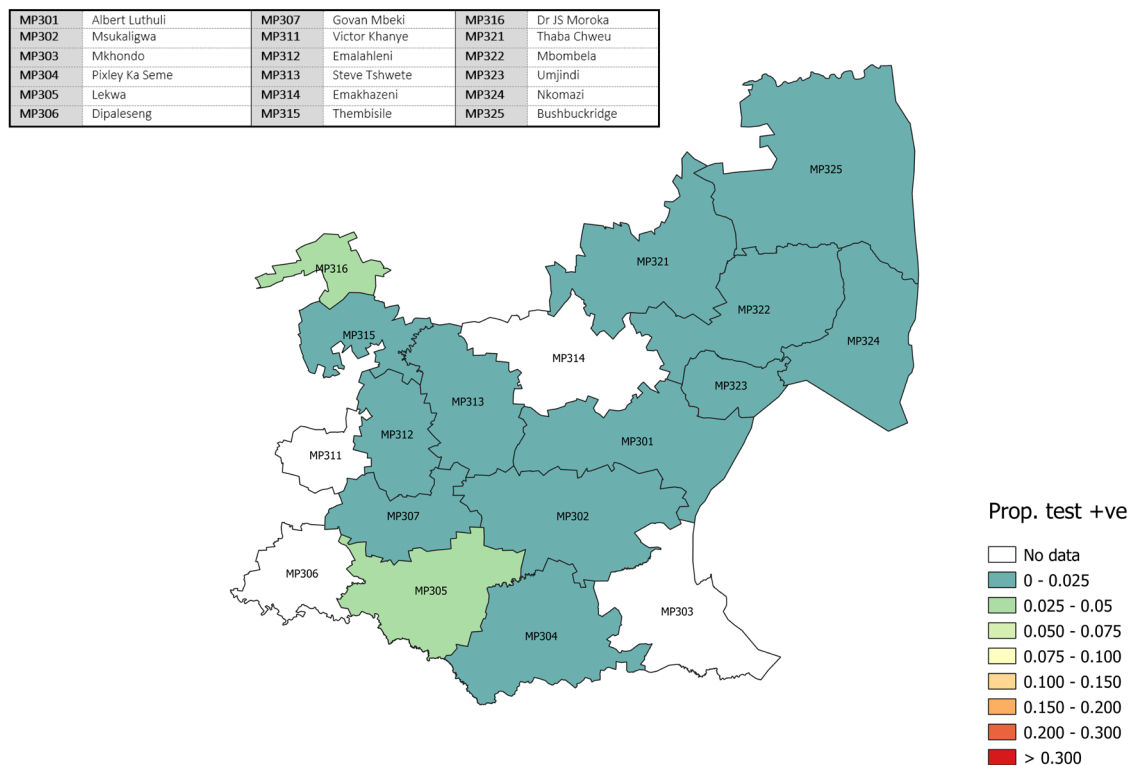 MP301 Albert Luthuli MP307 Govan Mbeki MP316 Dr JS Moroka
MP302 Msukaligwa MP311 Victor Khanye MP321 Thaba Chweu
MP303 Mkhondo MP312 Emalahleni MP322 Mbombela
MP304 Pixley Ka Seme MP313 Steve Tshwete MP323 Umjindi
MP305 Lekwa MP314 Emakhazeni MP324 Nkomazi
MP306 Dipaleseng MP315 Thembisile MP325 Bushbuckridge
MP325
MP321
MP316
MP322
MP315
MP324
MP314
MP323
MP313
MP312
MP301
MP311
MP307
MP302
MP306
MP305
MP303
MP304
Prop. test +ve
No data
0 - 0.025
0.025 - 0.05
0.050 - 0.075
0.075 - 0.100
0.100 - 0.150
0.150 - 0.200
0.200 - 0.300
> 0.300